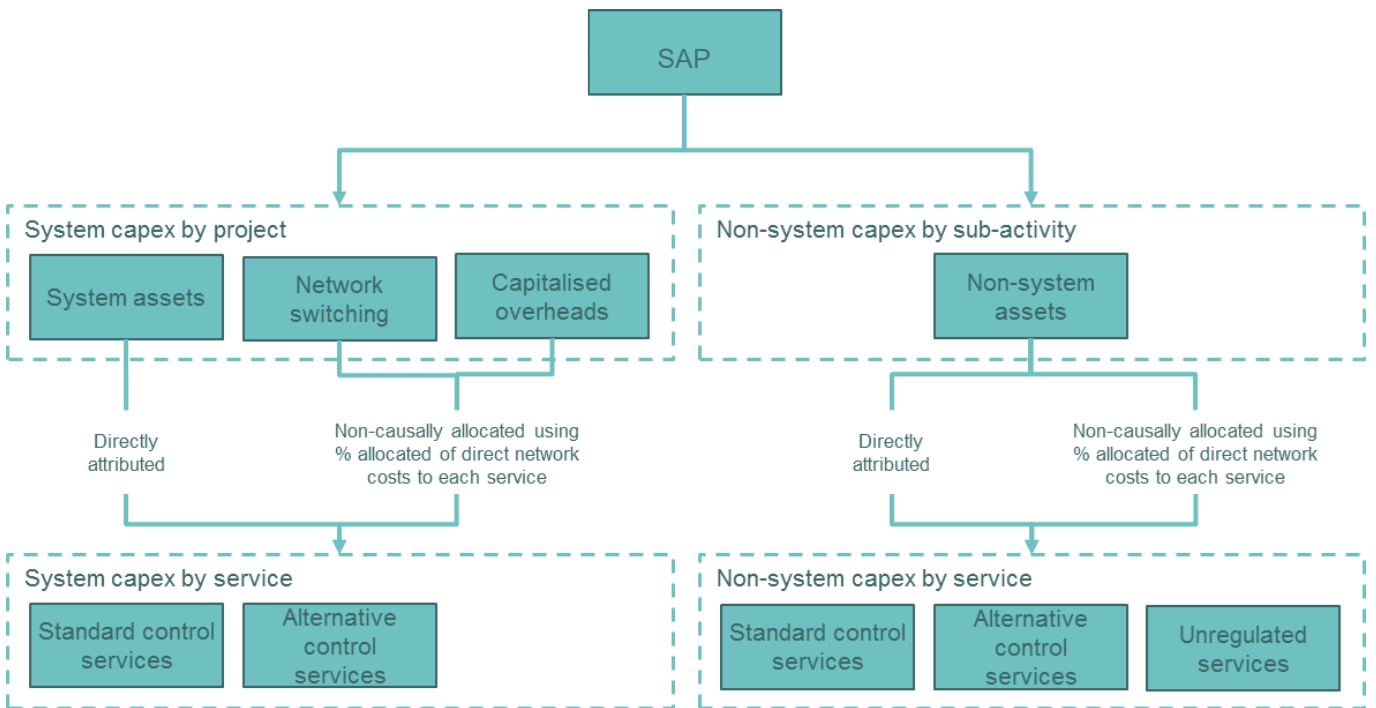 SAP
System capex by project
System assets
Network
switching
Capitalised
overheads
Non-system capex by sub-activity
Non-system
assets
Directly
attributed
Non-causally allocated using
% allocated of direct network
costs to each service
Directly
attributed
Non-causally allocated using
% allocated of direct network
costs to each service
System capex by service
Standard control
services
Alternative
control
services
Non-system capex by service
Standard control
services
Alternative
control
services
Unregulated
services